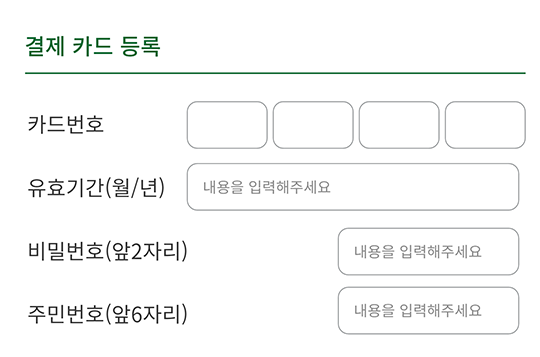 결제 카드 등록
카드번호
유효기간(월/년) 내용을 입력해주세요
비밀번호(앞2자리) 내용을 입력해주세요
주민번호(앞6자리) 내용을 입력해주세요